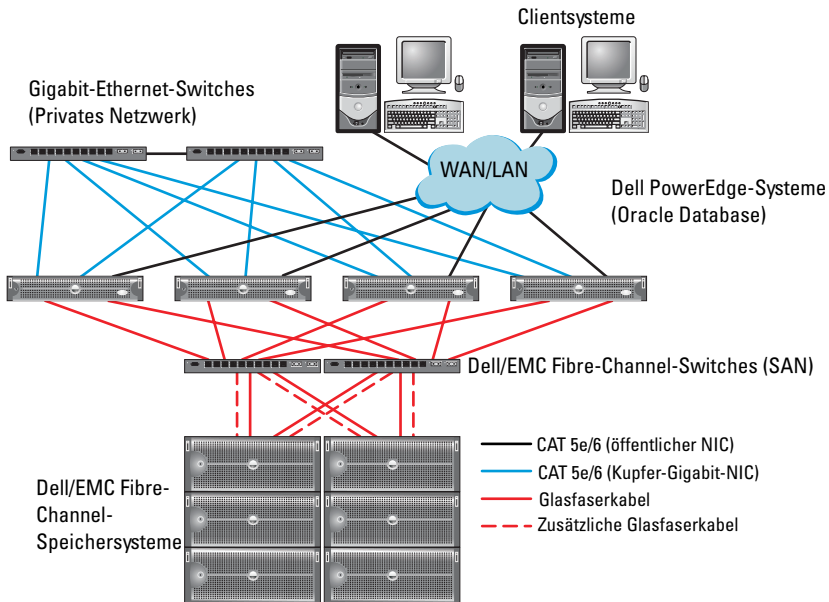 Clientsysteme
Gigabit-Ethernet-Switches
(Privates Netzwerk)
WAN/LAN
Dell PowerEdge-Systeme
(Oracle Database)
Dell/EMC Fibre-Channel-Switches (SAN)
Dell/EMC Fibre-
Channel-
Speichersysteme
CAT 5e/6 (öffentlicher NIC)
CAT 5e/6 (Kupfer-Gigabit-NIC)
Glasfaserkabel
Zusätzliche Glasfaserkabel